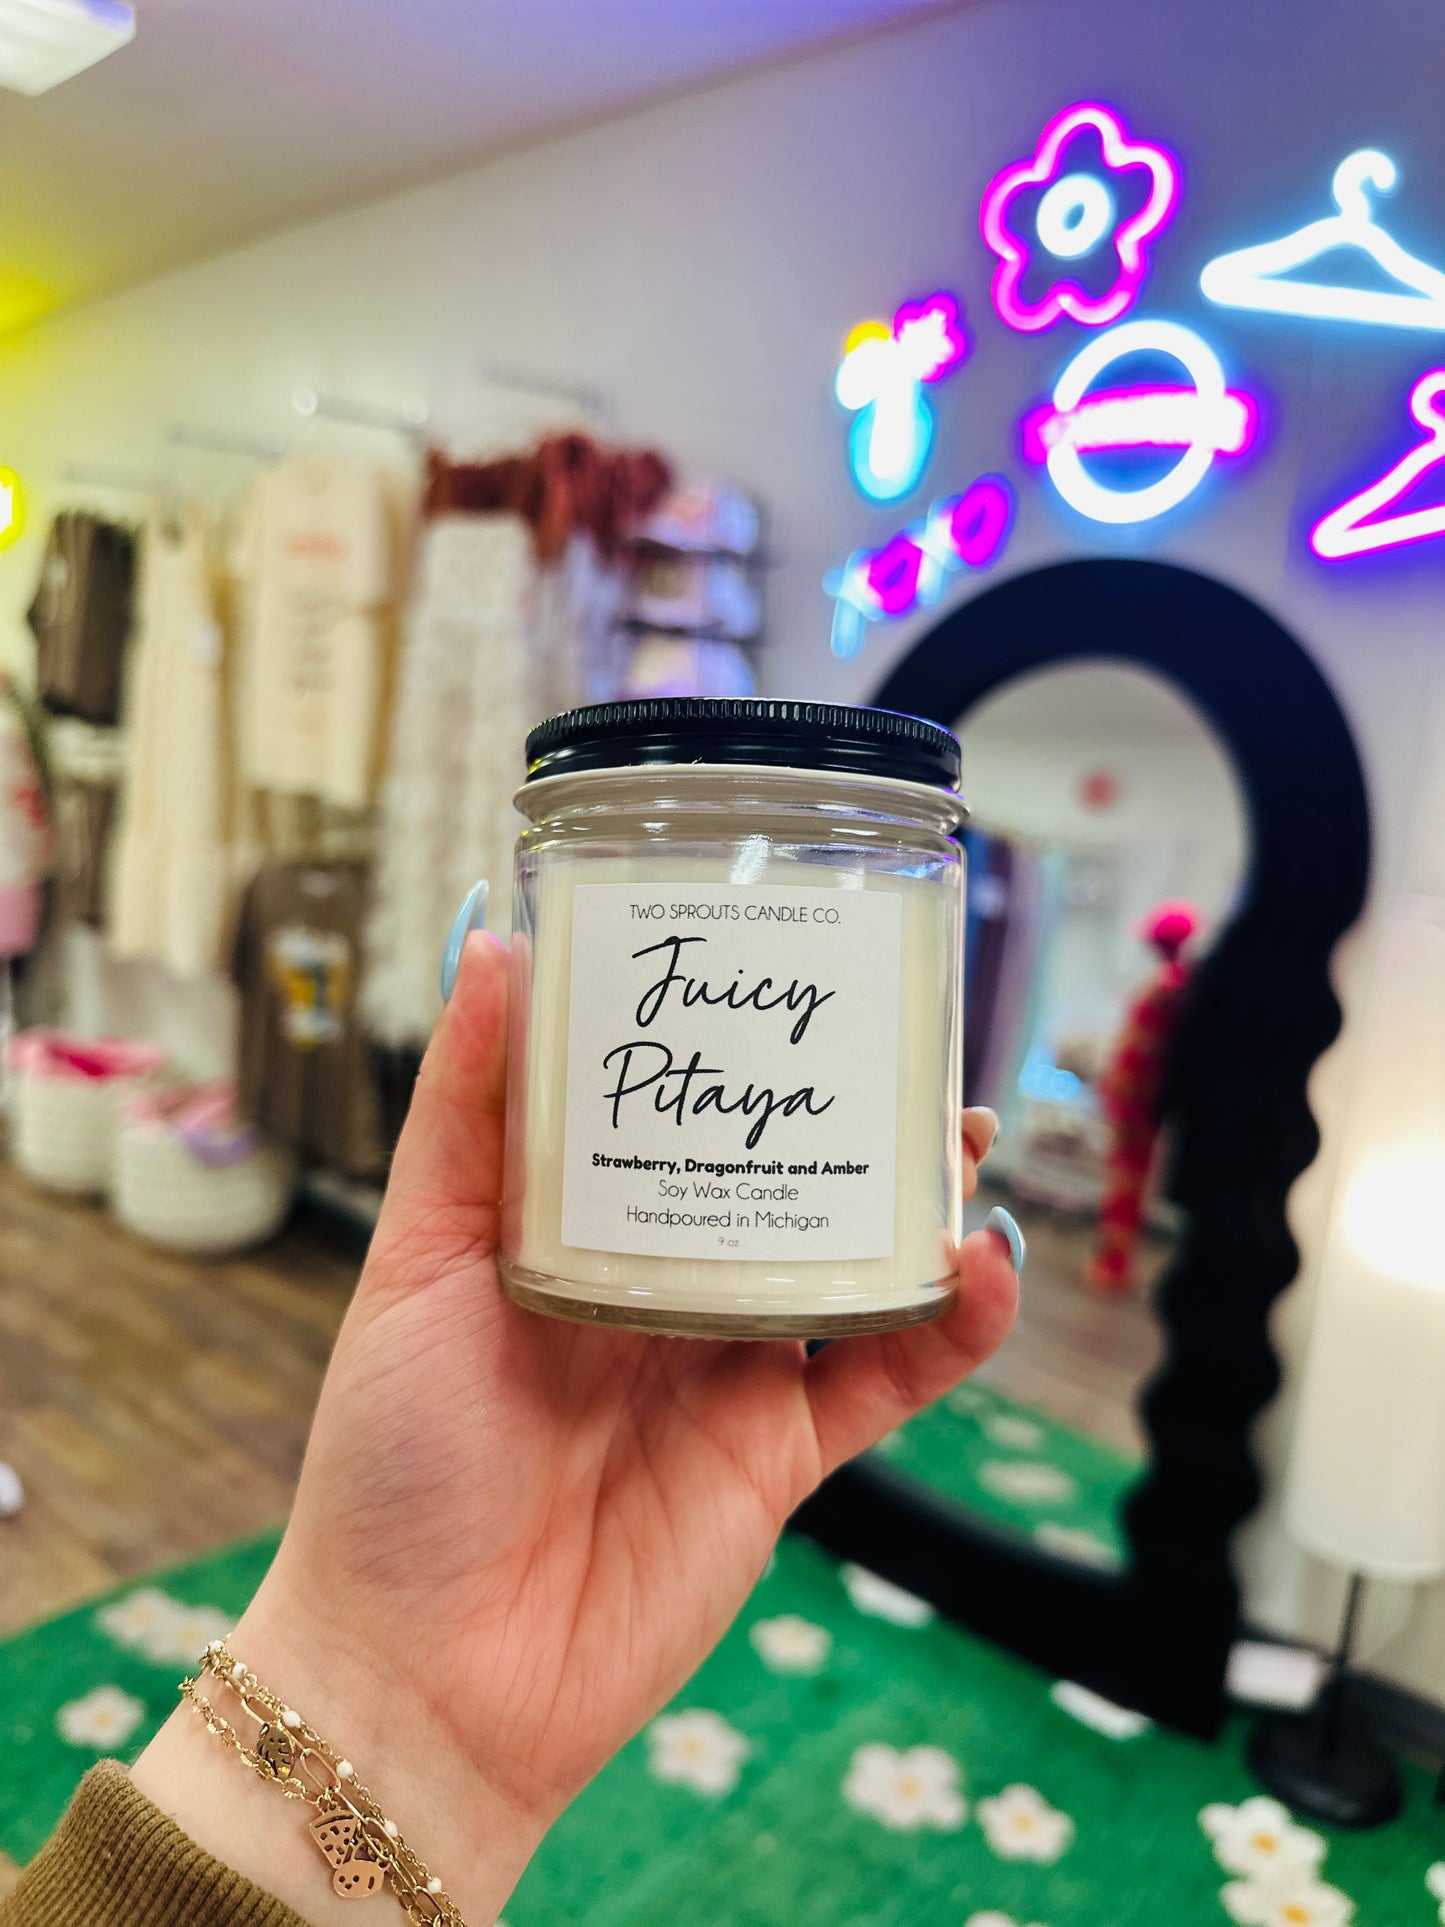 TWO SPROUTS CANDLE CO.
Juicy
Pitaya
Strawberry, Dragonfruit and Amber
Soy Wax Candle
Handpoured in Michigan
9 oz